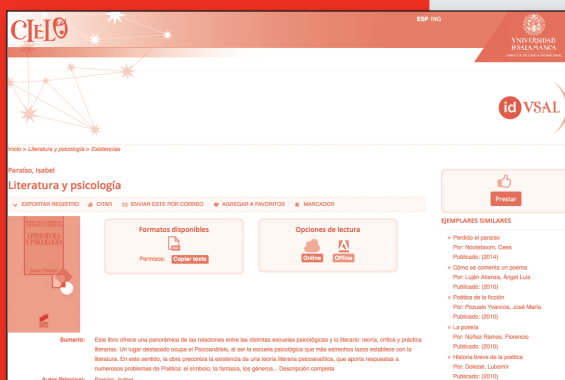 CIELO
ESP ING
VNIVERSIDAD
D SALAMANCA
id VSAL
Inicio > Literatura y psicología > Existencias
Paraíso, Isabel
Literatura y psicología
EXPORTAR REGISTRO CITAR ENVIAR ESTE POR CORREO AGREGAR A FAVORITOS MARCADOR
LITERATURA
Y PSICOLOGÍA
Formatos disponibles
Permisos: Copiar texto
Opciones de lectura
Online Offline
Sumario: Este libro ofrece una panorámica de las relaciones entre las distintas escuelas psicológicas y lo literario: teoría, crítica y práctica
literarias. Un lugar destacado ocupa el Psicoanálisis, al ser la escuela psicológica que más estrechos lazos establece con la
literatura. En este sentido, la obra preconiza la existencia de una teoría literaria psicoanalítica, que aporta respuestas a
numerosos problemas de Poética: el símbolo, la fantasía, los géneros... Descripción completa
Autor Principal: Paraíso, Isabel
Prestar
EJEMPLARES SIMILARES
Perdido el paraíso
Por: Nooteboom, Cees
Publicado: (2014)
Cómo se comenta un poema
Por: Luján Atienza, Ángel Luis
Publicado: (2010)
Poética de la ficción
Por: Pozuelo Yvancos, José María
Publicado: (2010)
La poesía
Por: Núñez Ramos, Florencio
Publicado: (2010)
Historia breve de la poética
Por: Dolezel, Lubomír
Publicado: (2010)